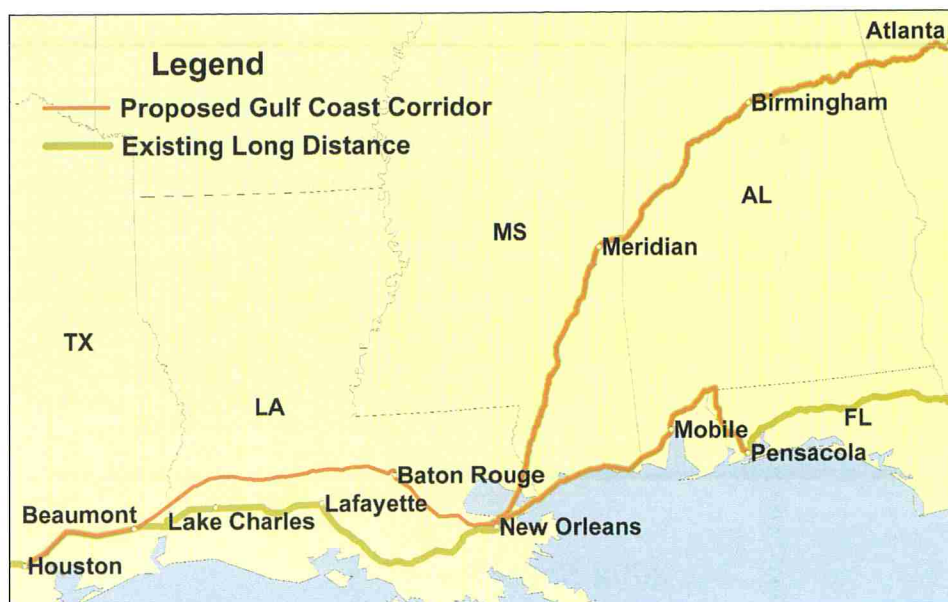 Legend
Proposed Gulf Coast Corridor
Existing Long Distance
Atlanta
Birmingham
AL
MS
Meridian
TX
LA
Mobile
FL
Pensacola
Baton Rouge
Lafayette
Beaumont
Lake Charles
New Orleans
Houston